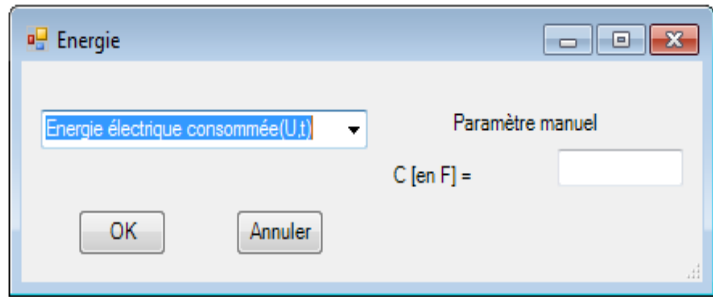 Energie
Energie électrique consommée(U,t)
Paramètre manuel
C [en F] =
OK
Annuler